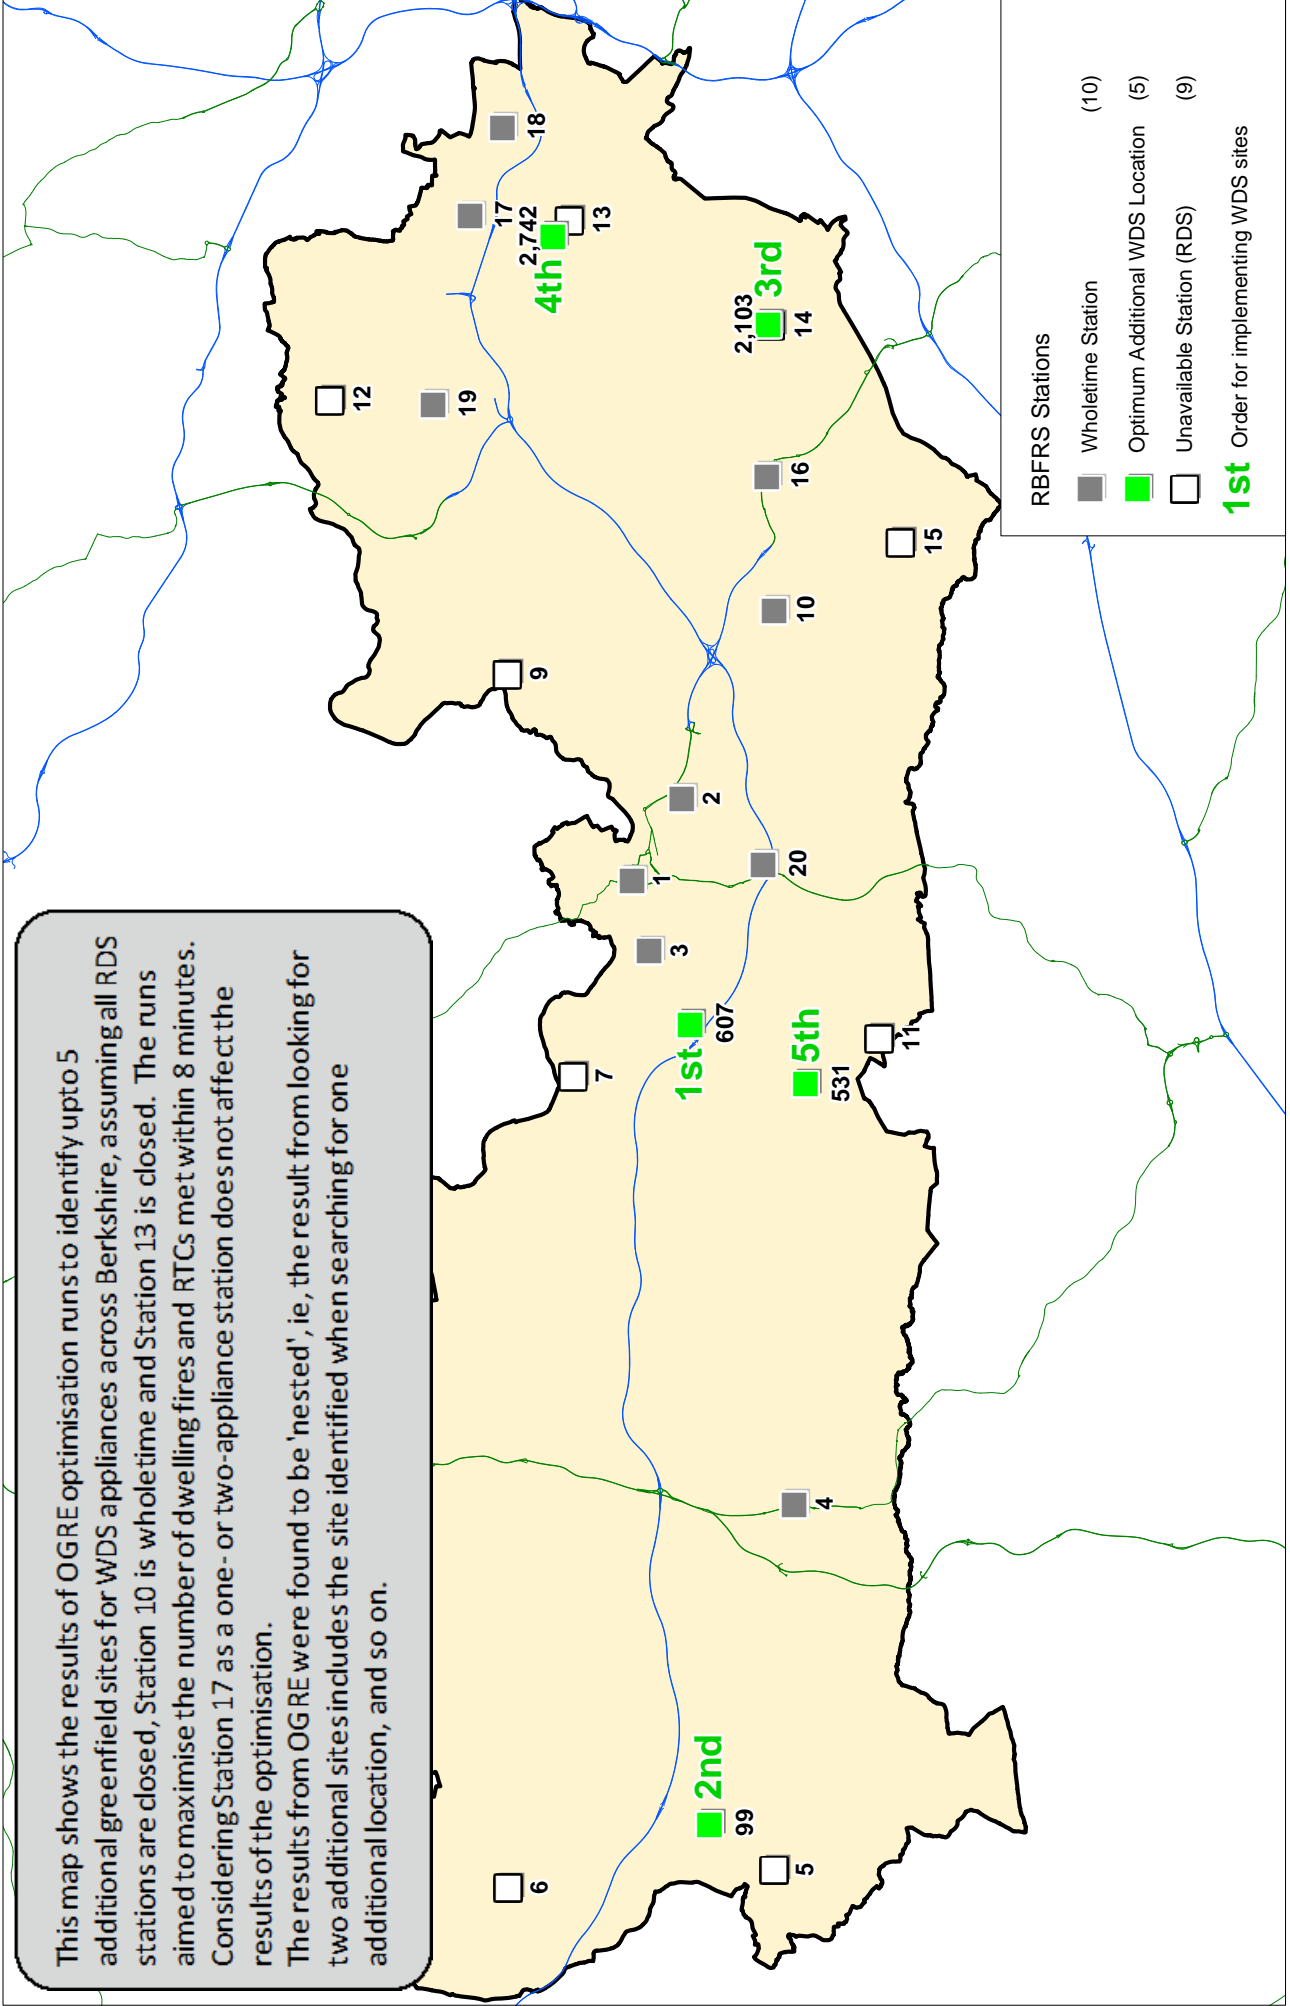 This map shows the results of OGRE optimisation runs to identify upto 5
additional greenfield sites for WDS appliances across Berkshire, assuming all RDS
stations are closed, Station 10 is wholetime and Station 13 is closed. The runs
aimed to maximise the number of dwelling fires and RTCs met within 8 minutes.
Considering Station 17 as a one- or two-appliance station does not affect the
results of the optimisation.
The results from OGRE were found to be 'nested', ie, the result from looking for
two additional sites includes the site identified when searching for one
additional location, and so on.
18
17
2,742
4th
13
12
19
2,103
3rd
14
16
15
10
9
2
1
20
3
1st
607
7
5th
531
11
4
2nd
99
6
5
RBFRS Stations
Wholetime Station (10)
Optimum Additional WDS Location (5)
Unavailable Station (RDS) (9)
1st Order for implementing WDS sites